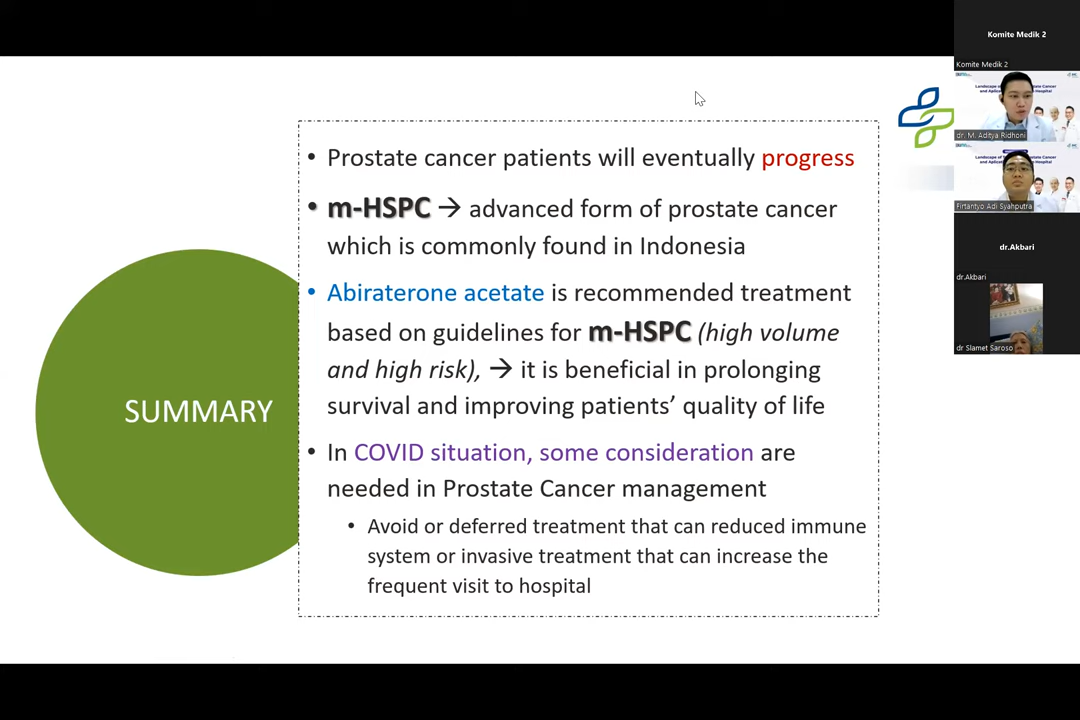 SUMMARY
• Prostate cancer patients will eventually progress
• m-HSPC → advanced form of prostate cancer
which is commonly found in Indonesia
• Abiraterone acetate is recommended treatment
based on guidelines for m-HSPC (high volume
and high risk), → it is beneficial in prolonging
survival and improving patients’ quality of life
• In COVID situation, some consideration are
needed in Prostate Cancer management
• Avoid or deferred treatment that can reduced immune
system or invasive treatment that can increase the
frequent visit to hospital
Komite Medik 2
Komite Medik 2
dr. M. Aditya Ridhoni
Firtantyo Adi Syahputra
dr.Akbari
dr.Akbari
dr Slamet Saroso